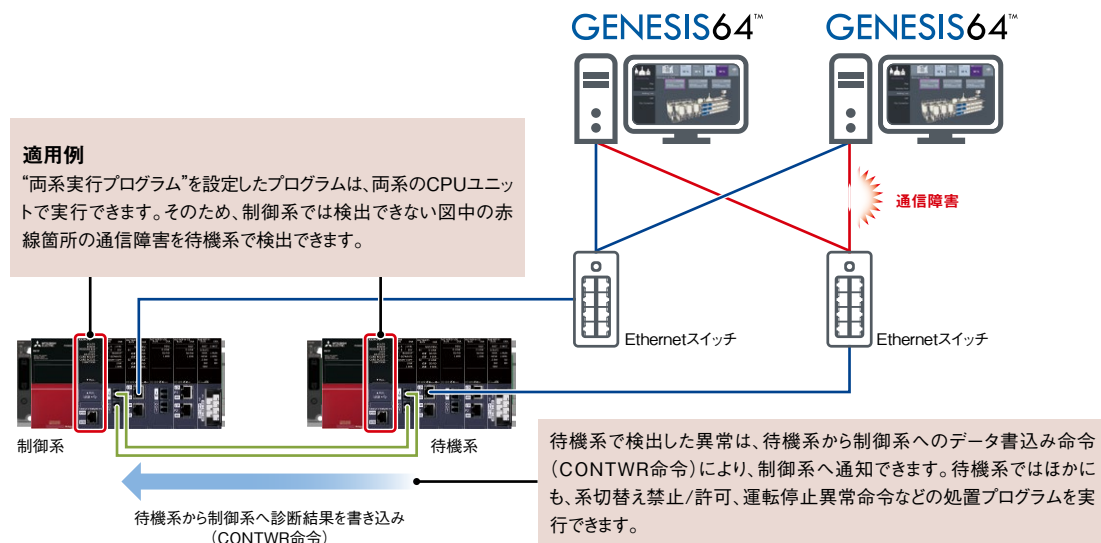 GENESIS64™
GENESIS64™
適用例
“両系実行プログラム”を設定したプログラムは、両系のCPUユニッ
トで実行できます。そのため、制御系では検出できない図中の赤
線箇所の通信障害を待機系で検出できます。
通信障害
Ethernetスイッチ
Ethernetスイッチ
制御系
待機系
待機系から制御系へ診断結果を書き込み
(CONTWR命令)
待機系で検出した異常は、待機系から制御系へのデータ書込み命令
(CONTWR命令)により、制御系へ通知できます。待機系ではほかに
も、系切替え禁止/許可、運転停止異常命令などの処置プログラムを実
行できます。